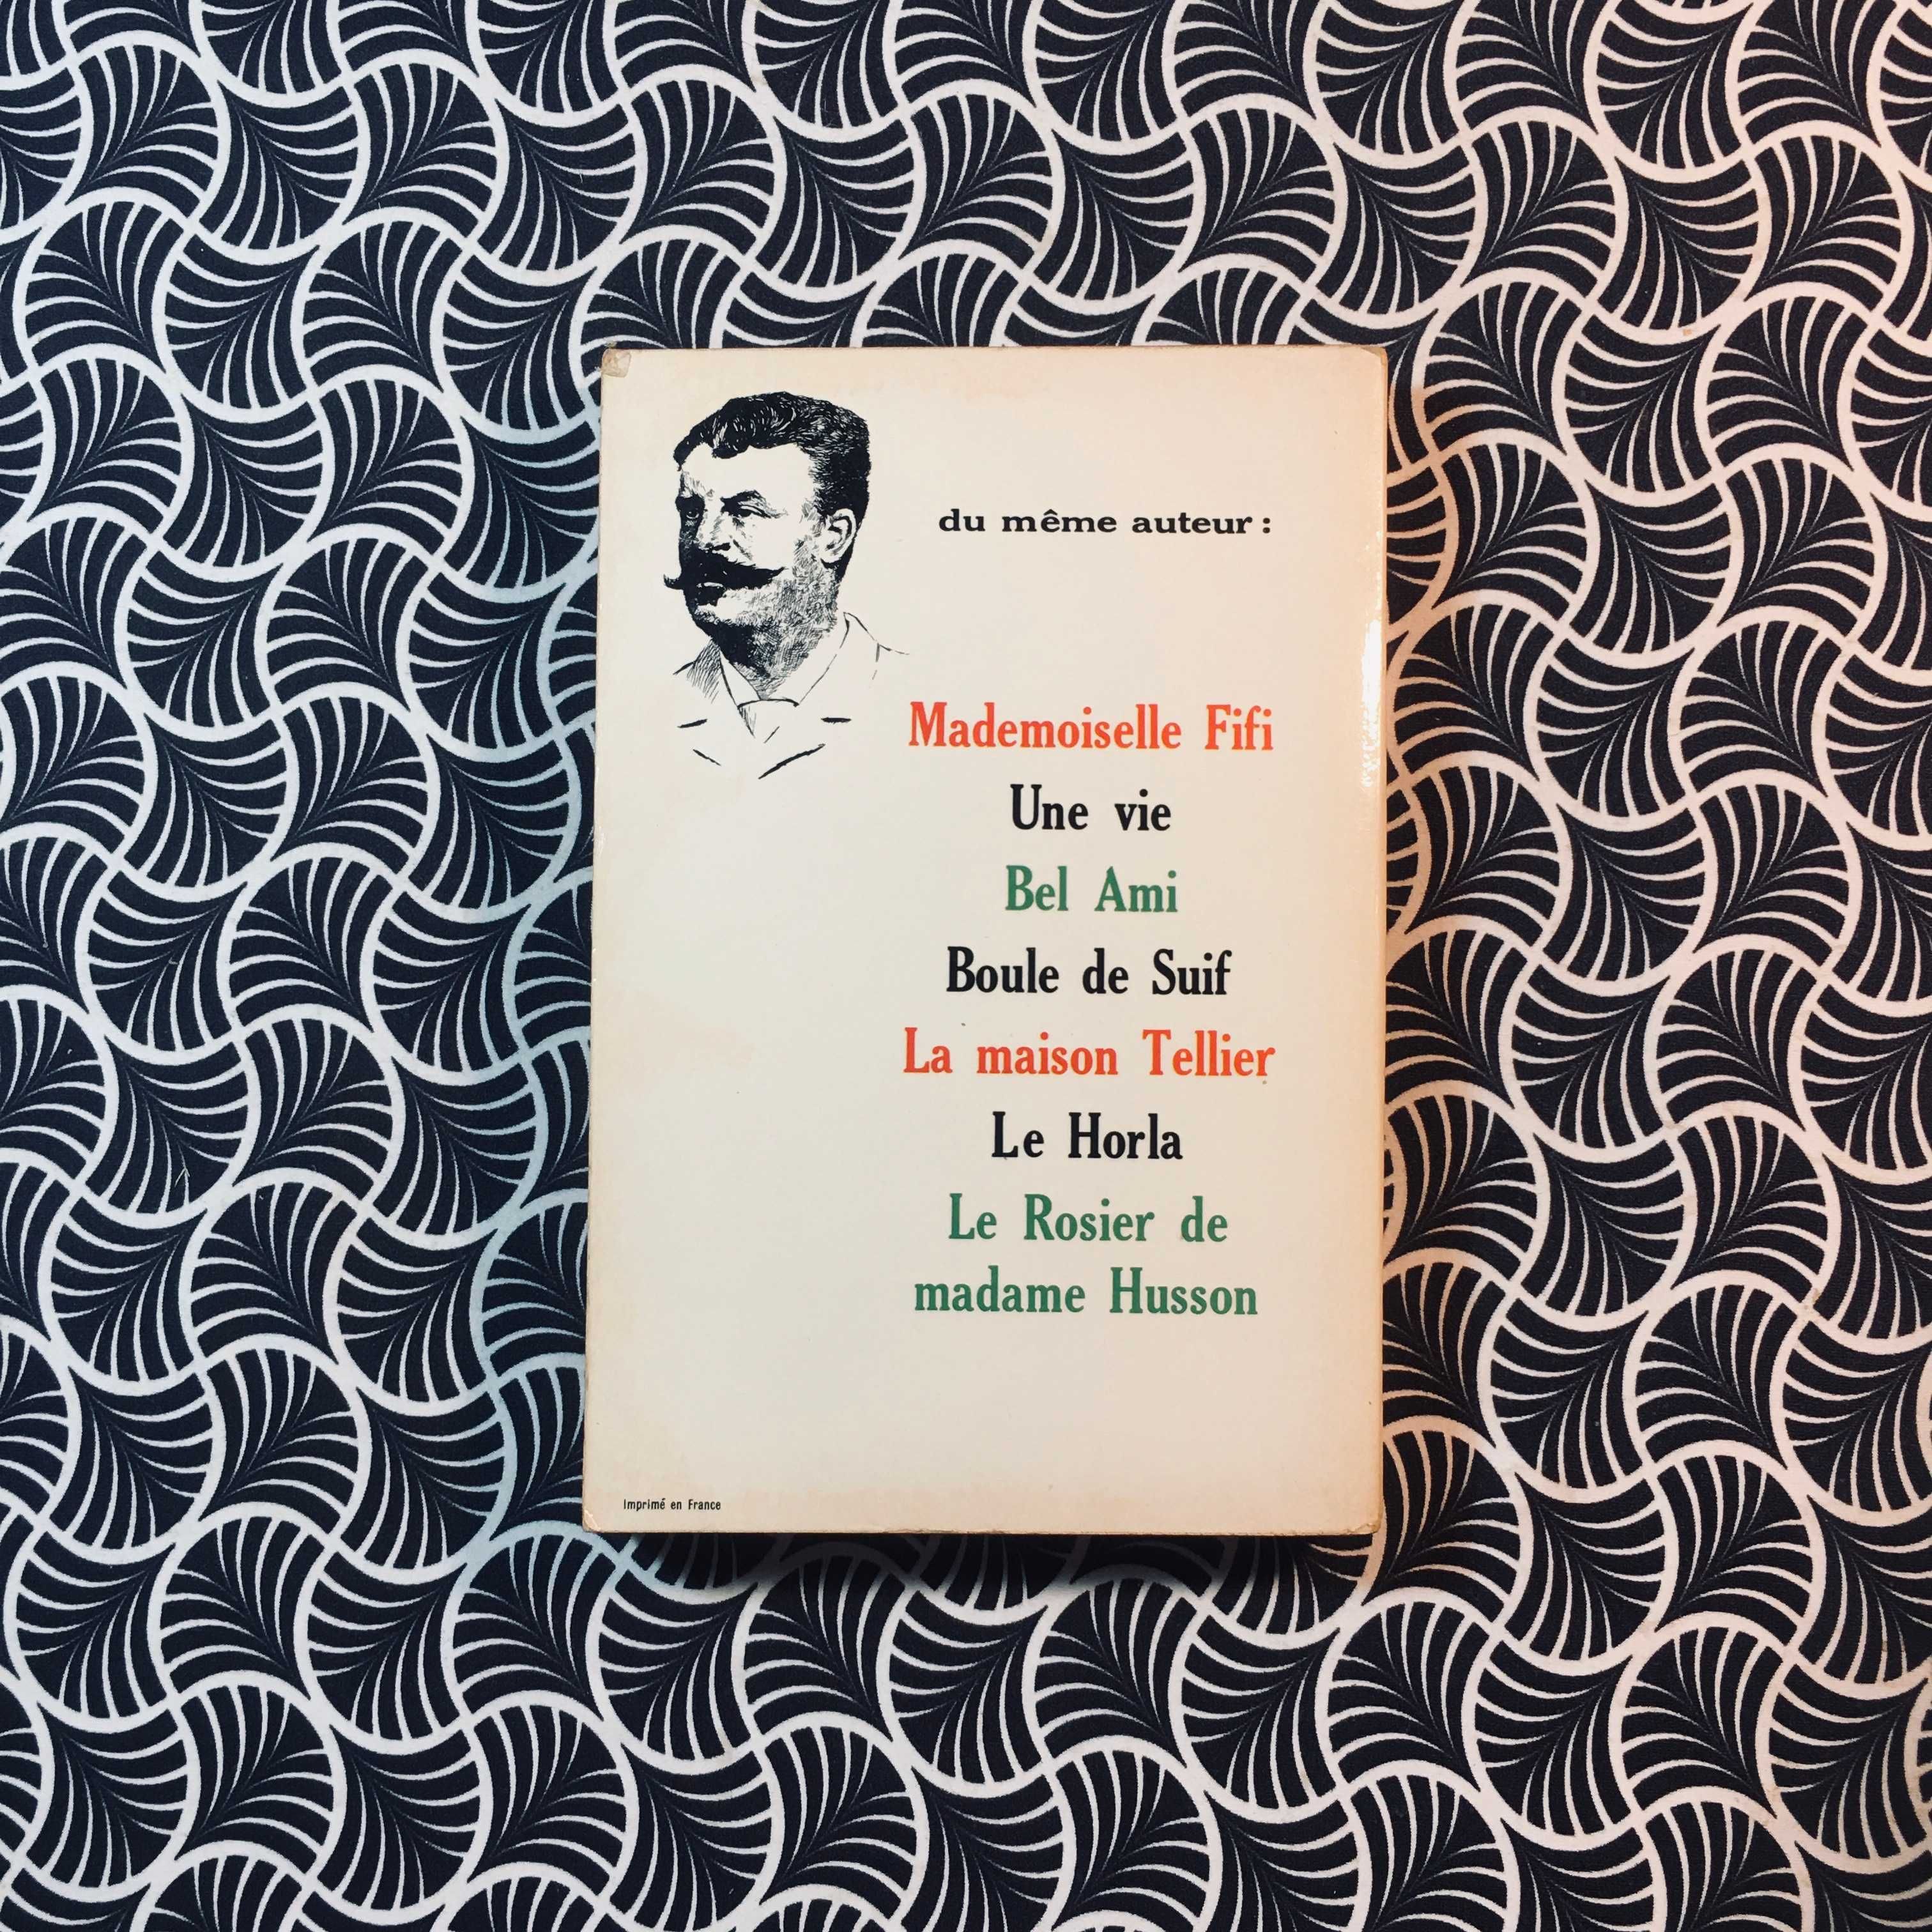 du même auteur :
Mademoiselle Fifi
Une vie
Bel Ami
Boule de Suif
La maison Tellier
Le Horla
Le Rosier de
madame Husson
Imprimé en France